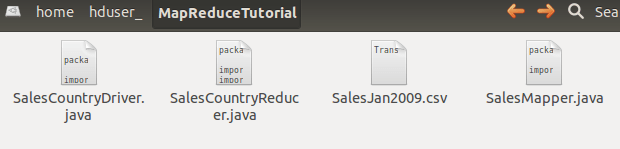 home hduser_ MapReduceTutorial Sea
packa
impor
packa
impor
impor
Trans
packa
impor
SalesCountryDriver.
java
SalesCountryReduc
er.java
SalesJan2009.csv
SalesMapper.java